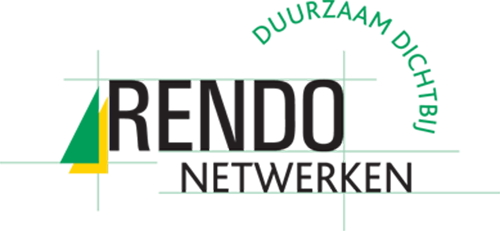 DUURZAAM DICHTBIJ
RENDO
NETWERKEN